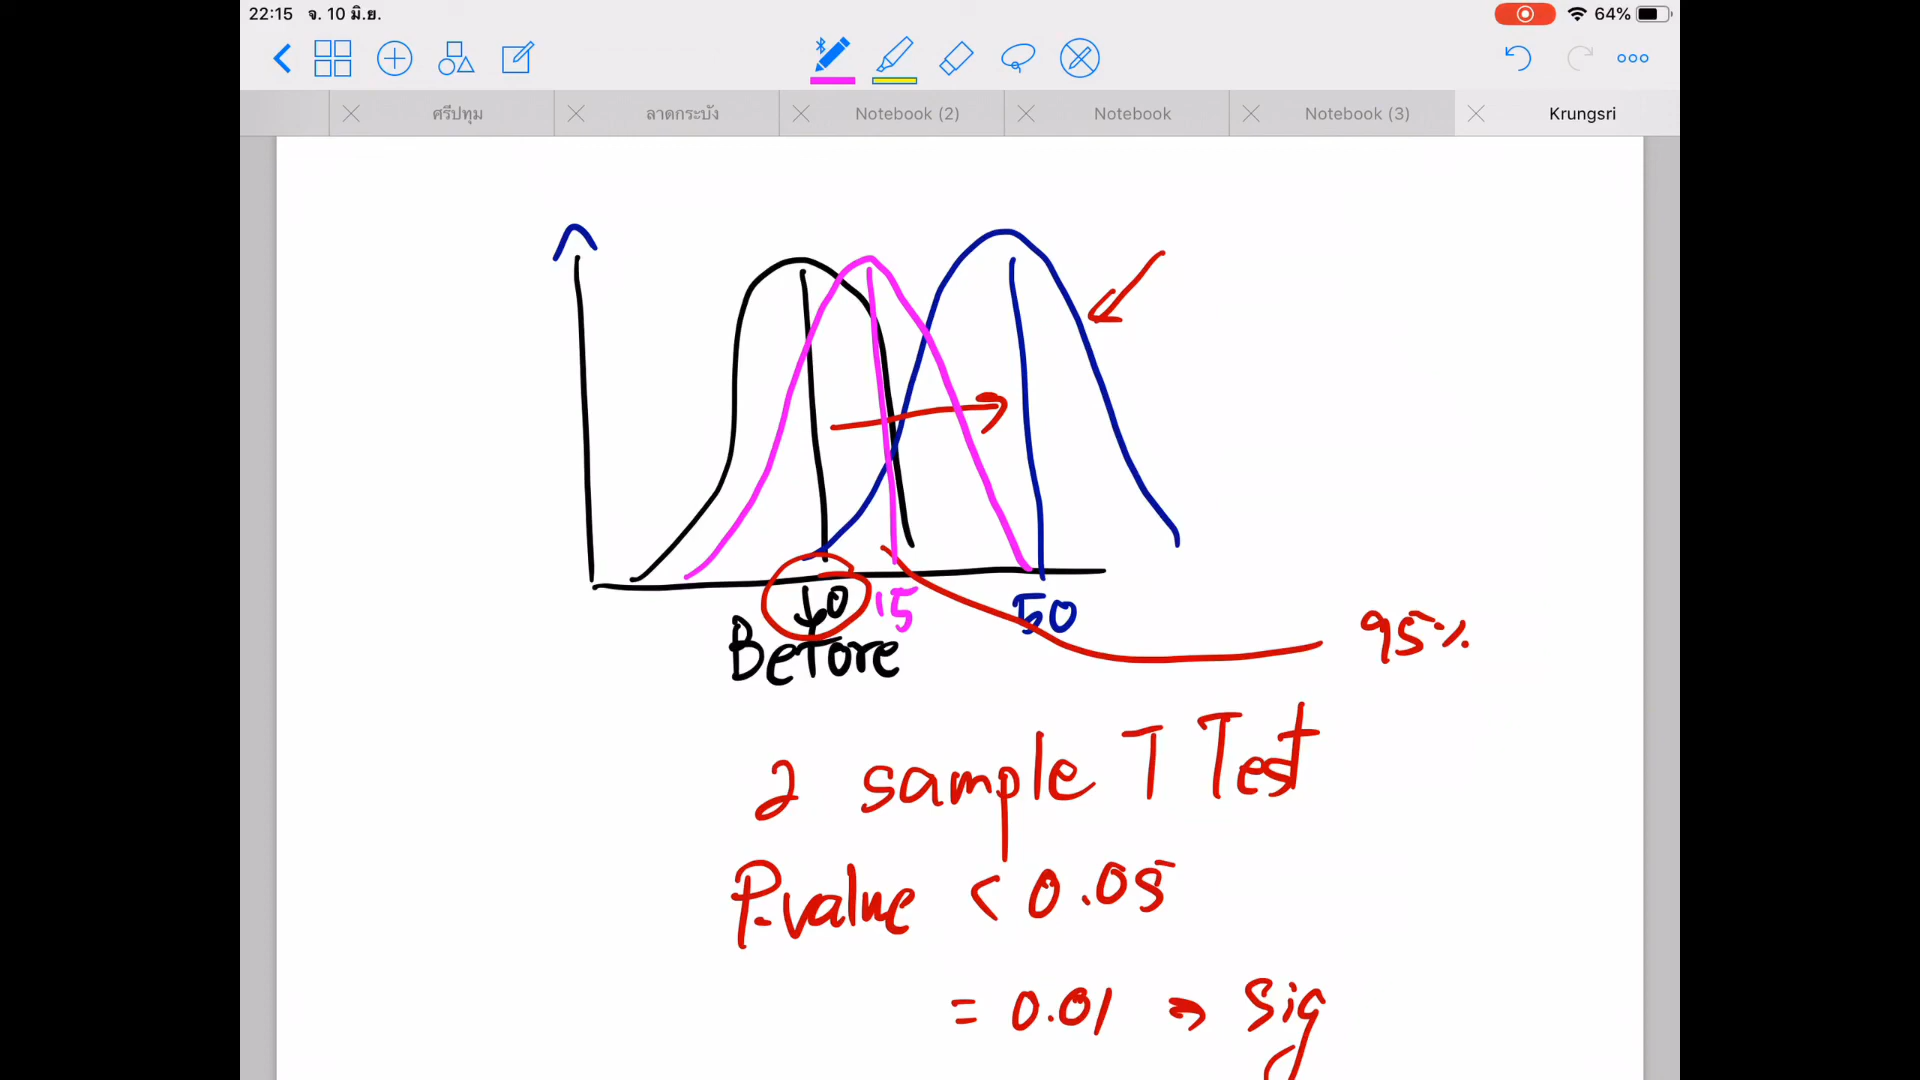 22:15 จ. 10 มิ.ย. 64%
ศรีปทุม ลาดกระบัง Notebook (2) Notebook Notebook (3) Krungsri
10 15 50
Before 95%
2 sample T Test
P-value < 0.05
= 0.01 → Sig